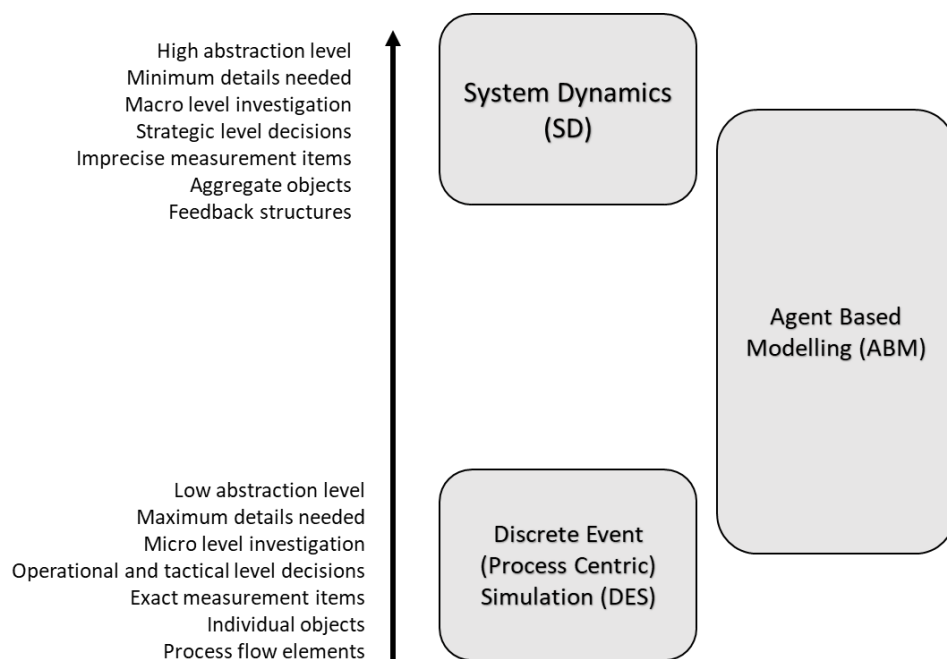 High abstraction level
Minimum details needed
Macro level investigation
Strategic level decisions
Imprecise measurement items
Aggregate objects
Feedback structures
System Dynamics
(SD)
Agent Based
Modelling (ABM)
Low abstraction level
Maximum details needed
Micro level investigation
Operational and tactical level decisions
Exact measurement items
Individual objects
Process flow elements
Discrete Event
(Process Centric)
Simulation (DES)